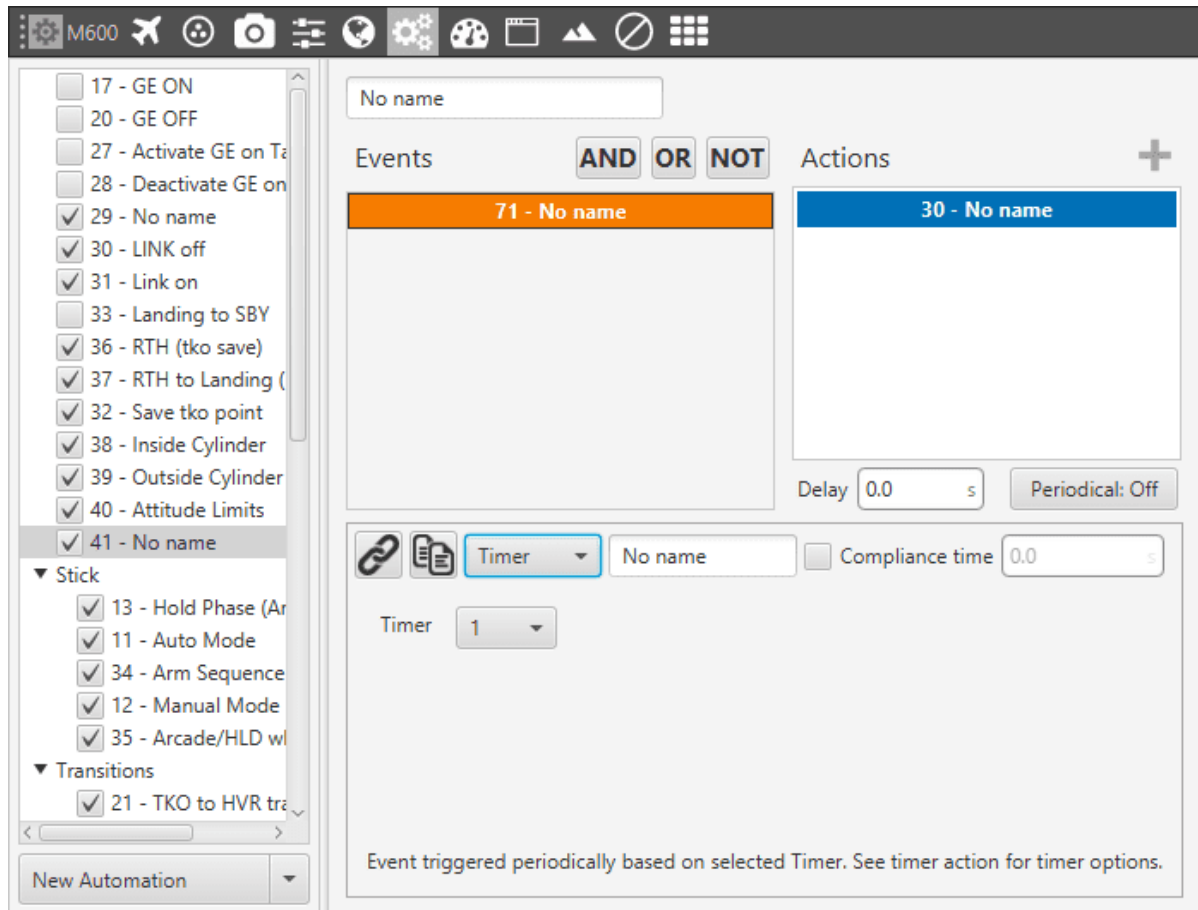 M600
17 - GE ON
20 - GE OFF
27 - Activate GE on Ta
28 - Deactivate GE on
29 - No name
30 - LINK off
31 - Link on
33 - Landing to SBY
36 - RTH (tko save)
37 - RTH to Landing (
32 - Save tko point
38 - Inside Cylinder
39 - Outside Cylinder
40 - Attitude Limits
41 - No name
Stick
13 - Hold Phase (Ar
11 - Auto Mode
34 - Arm Sequence
12 - Manual Mode
35 - Arcade/HLD wl
Transitions
21 - TKO to HVR tra
New Automation
No name
Events AND OR NOT
71 - No name
Actions
30 - No name
Delay 0.0 s Periodical: Off
Timer No name Compliance time 0.0 s
Timer 1
Event triggered periodically based on selected Timer. See timer action for timer options.